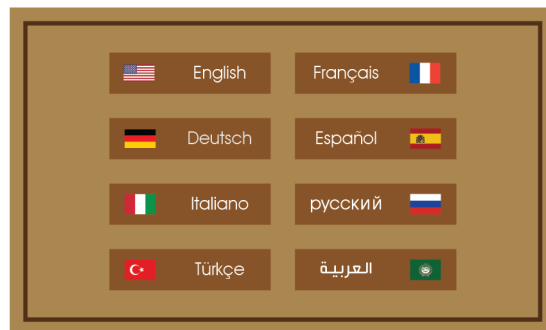 English
Français
Deutsch
Español
Italiano
русский
Türkçe
العربية